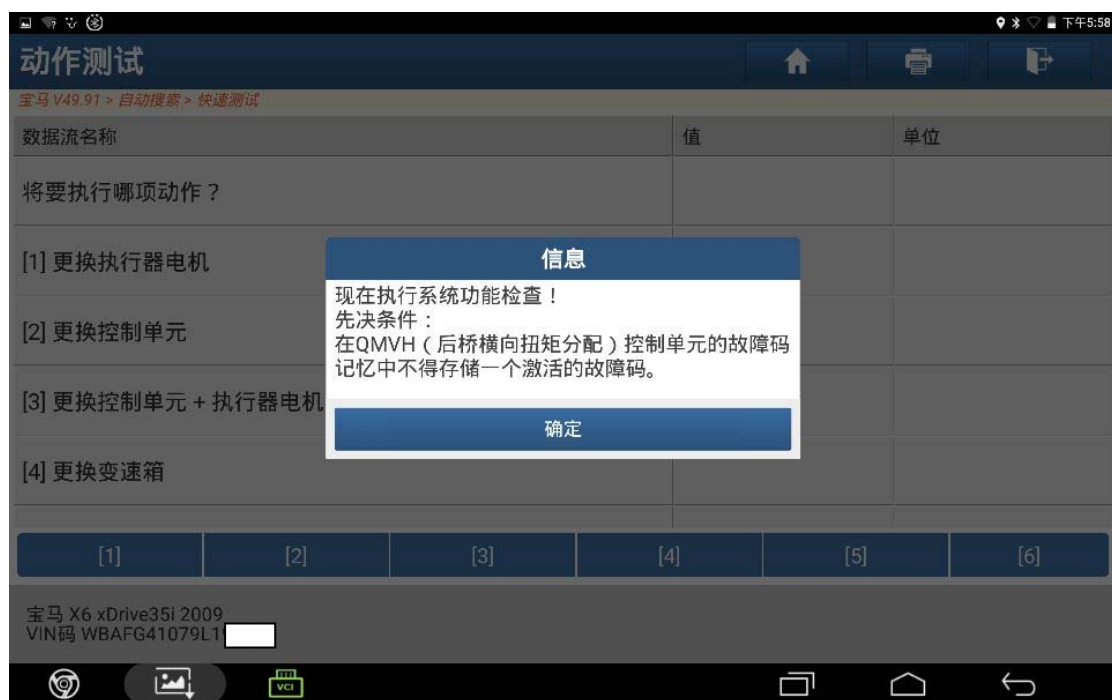 下午5:58
动作测试
宝马 V49.91 > 自动搜索 > 快速测试
数据流名称 值 单位
将要执行哪项动作？
[1] 更换执行器电机
[2] 更换控制单元
[3] 更换控制单元 + 执行器电机
[4] 更换变速箱
信息
现在执行系统功能检查！
先决条件：
在QMVH（后桥横向扭矩分配）控制单元的故障码
记忆中不得存储一个激活的故障码。
确定
[1] [2] [3] [4] [5] [6]
宝马 X6 xDrive35i 2009
VIN码 WBAFG41079L1
VCI